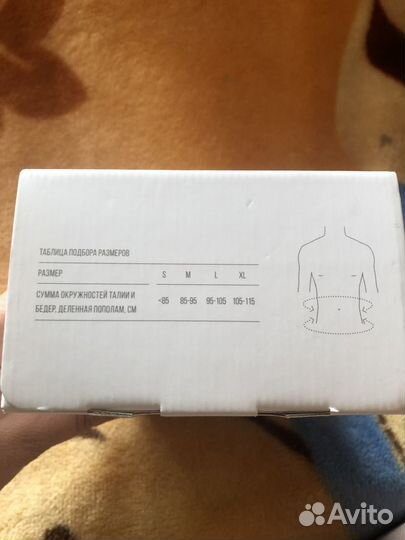 ТАБЛИЦА ПОДБОРА РАЗМЕРОВ
РАЗМЕР S M L XL
СУММА ОКРУЖНОСТЕЙ ТАЛИИ И <85 85-95 95-105 105-115
БЕДЕР, ДЕЛЕННАЯ ПОПОЛАМ, СМ
Avito